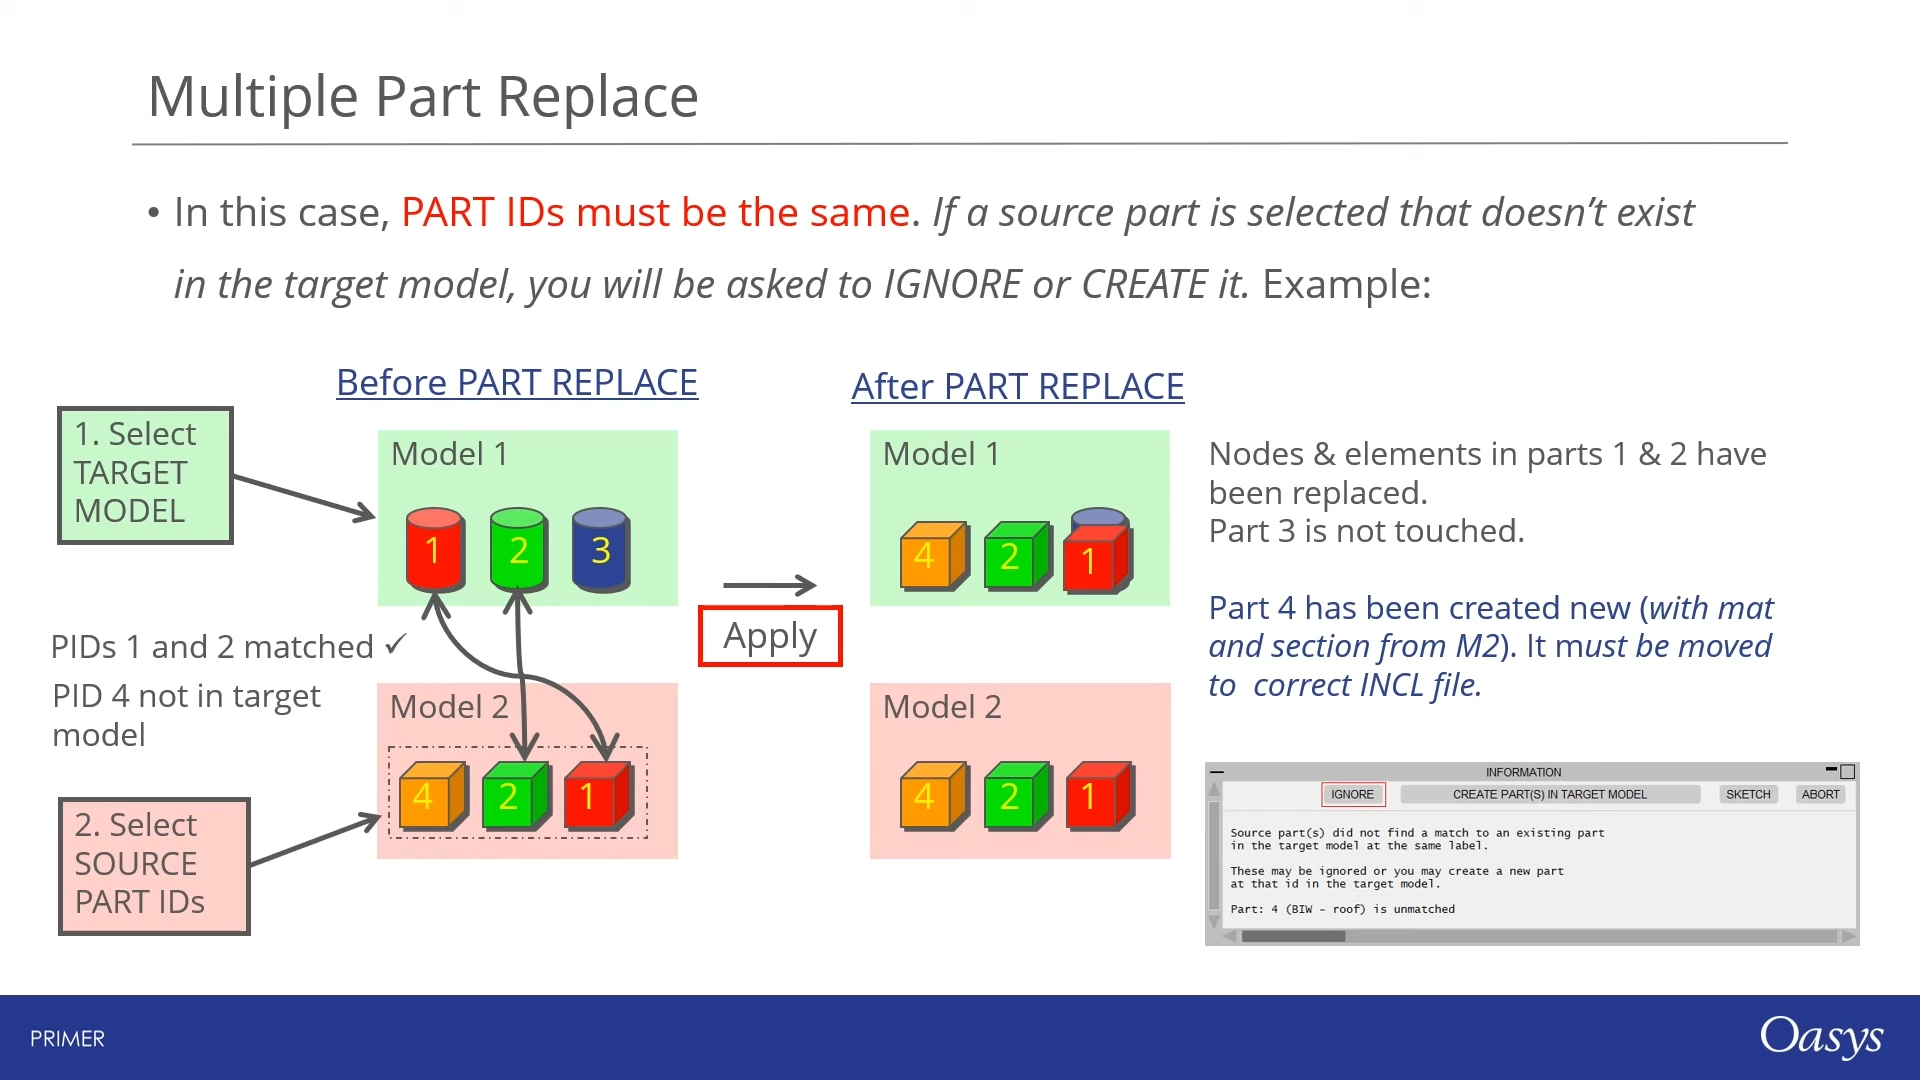 Multiple Part Replace
• In this case, PART IDs must be the same. If a source part is selected that doesn’t exist
in the target model, you will be asked to IGNORE or CREATE it. Example:
Before PART REPLACE
After PART REPLACE
1. Select
TARGET
MODEL
Model 1
1 2 3
PIDs 1 and 2 matched ✓
PID 4 not in target
model
Model 2
4 2 1
2. Select
SOURCE
PART IDs
Apply
Model 1
4 2 1
Model 2
4 2 1
Nodes & elements in parts 1 & 2 have
been replaced.
Part 3 is not touched.
Part 4 has been created new (with mat
and section from M2). It must be moved
to correct INCL file.
INFORMATION
IGNORE CREATE PART(S) IN TARGET MODEL SKETCH ABORT
Source part(s) did not find a match to an existing part
in the target model at the same label.
These may be ignored or you may create a new part
at that id in the target model.
Part: 4 (BIW - roof) is unmatched
PRIMER
Oasys